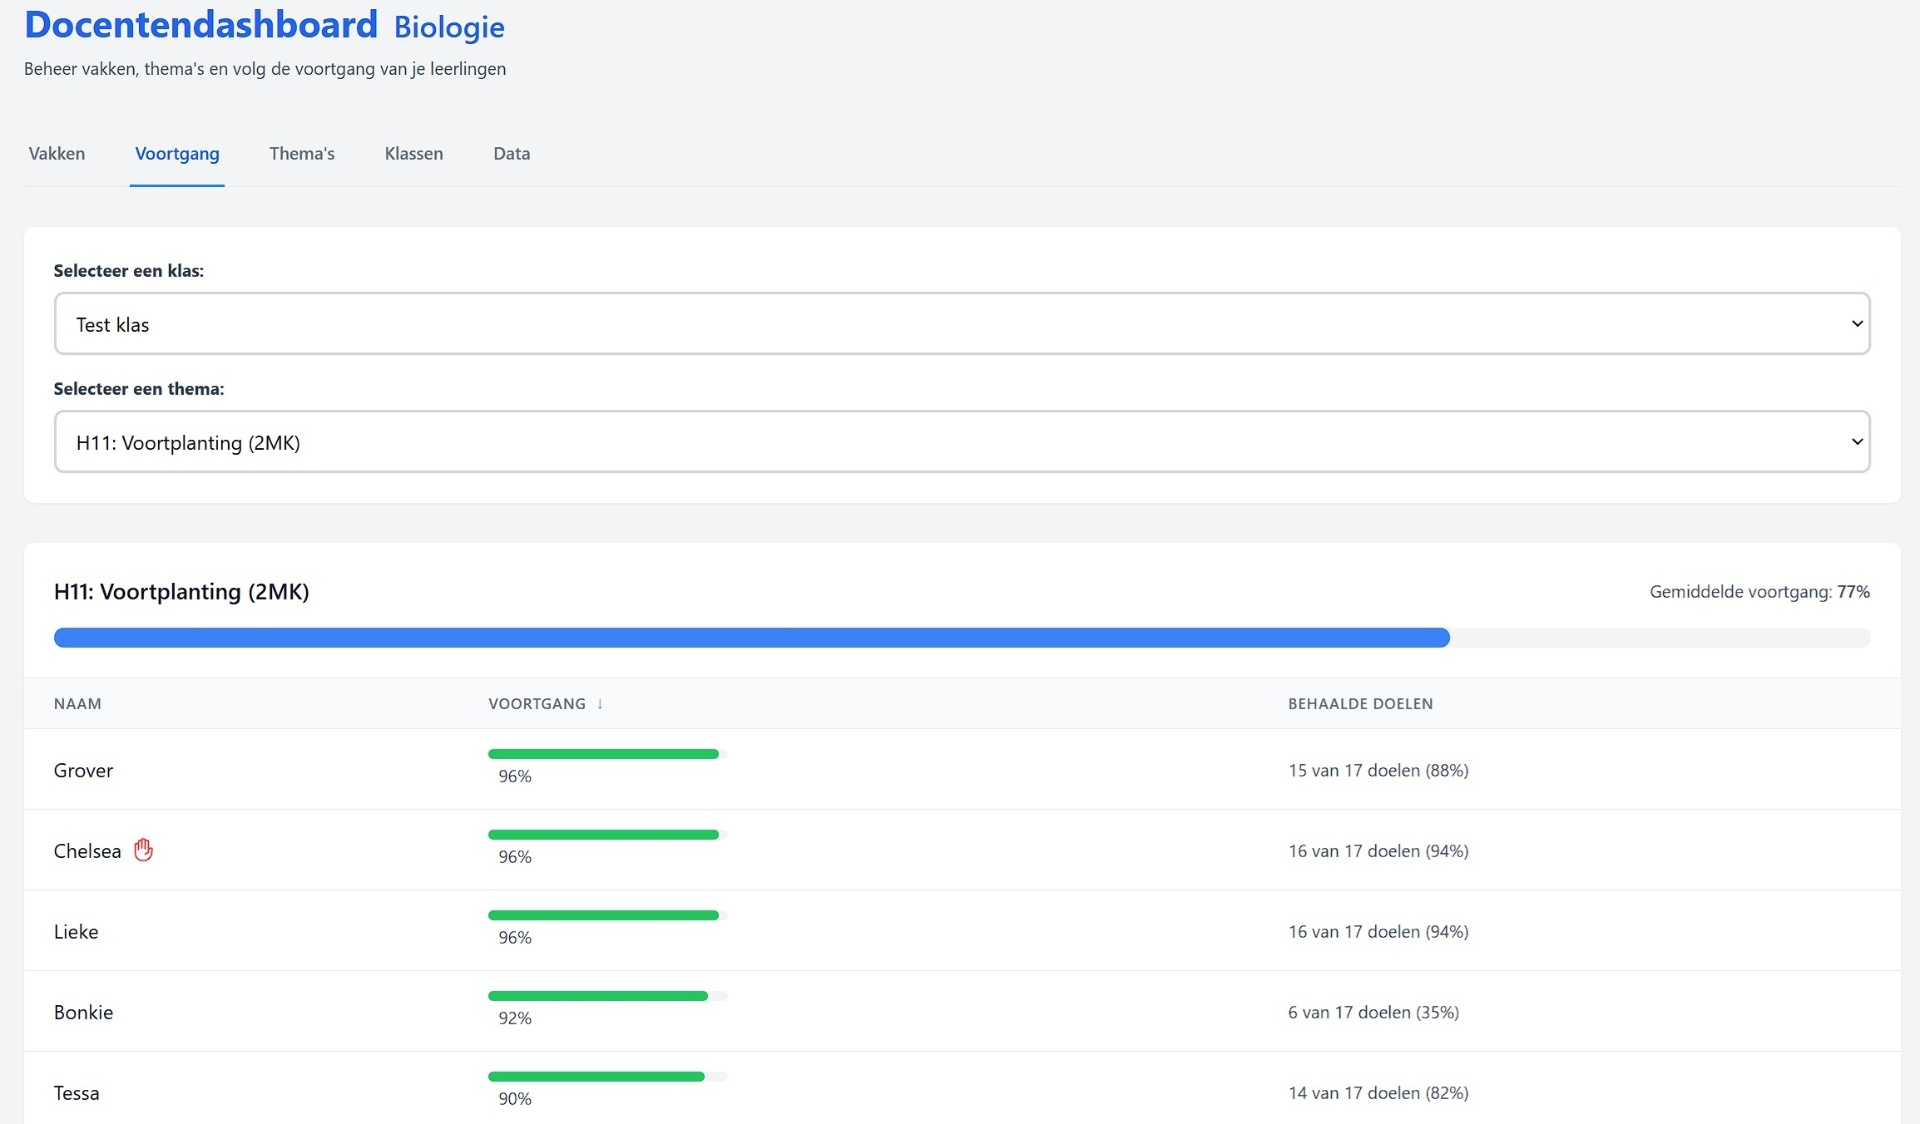 Docentendashboard Biologie
Beheer vakken, thema's en volg de voortgang van je leerlingen
Vakken Voortgang Thema's Klassen Data
Selecteer een klas:
Test klas
Selecteer een thema:
H11: Voortplanting (2MK)
H11: Voortplanting (2MK) Gemiddelde voortgang: 77%
NAAM VOORTGANG ↓ BEHAALDE DOELEN
Grover 96% 15 van 17 doelen (88%)
Chelsea 96% 16 van 17 doelen (94%)
Lieke 96% 16 van 17 doelen (94%)
Bonkie 92% 6 van 17 doelen (35%)
Tessa 90% 14 van 17 doelen (82%)